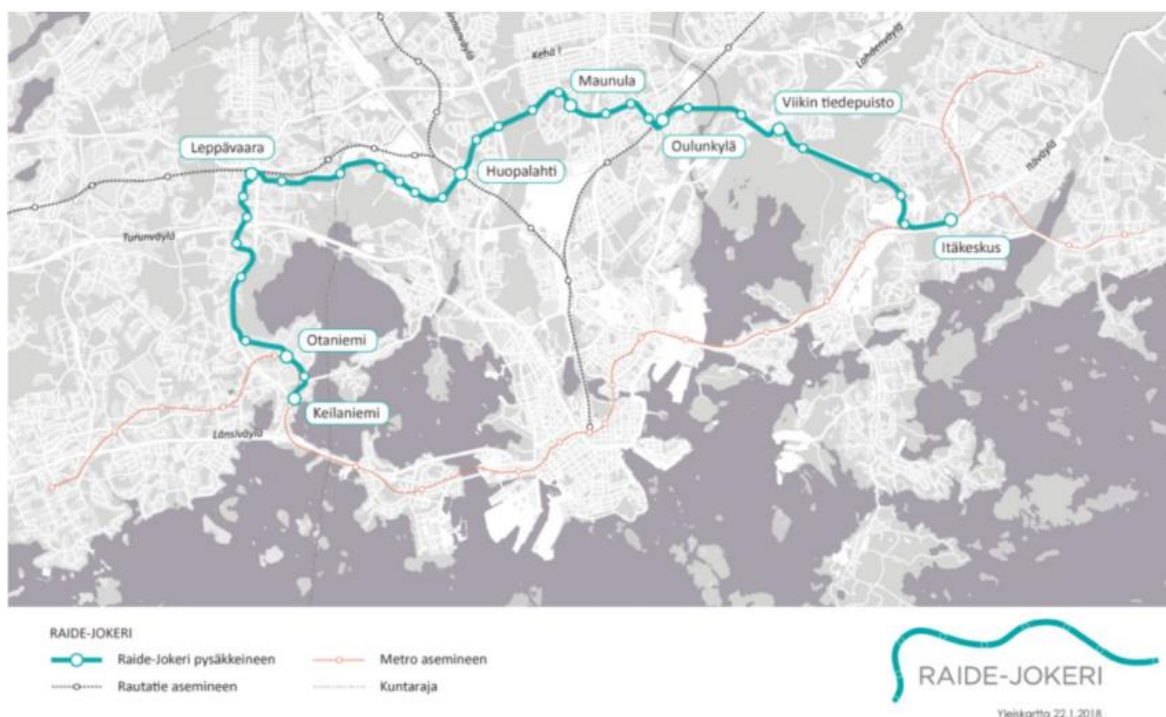 Kehä I
Lahdenväylä
Maunula
Viikin tiedepuisto
Leppävaara
Oulunkylä
Huopalahti
Itäväylä
Turunväylä
Itäkeskus
Otaniemi
Keilaniemi
Länsiväylä
RAIDE-JOKERI
Raide-Jokeri pysäkkeineen
Metro asemineen
Rautatie asemineen
Kuntaraja
RAIDE-JOKERI
Yleiskartta 22.1.2018